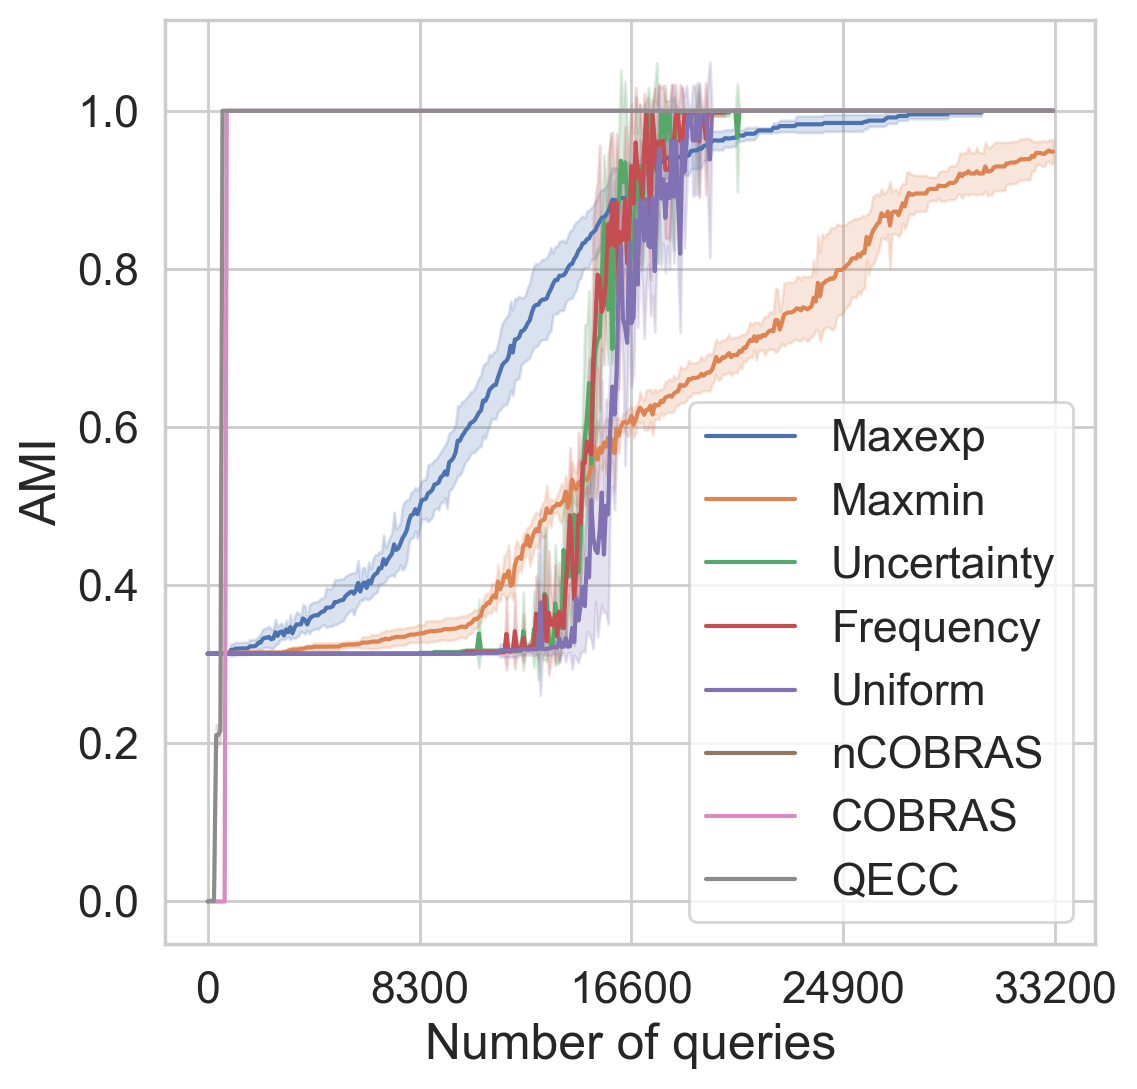 AMI
1.0
0.8
0.6
0.4
0.2
0.0
Maxexp
Maxmin
Uncertainty
Frequency
Uniform
nCOBRAS
COBRAS
QECC
0 8300 16600 24900 33200
Number of queries